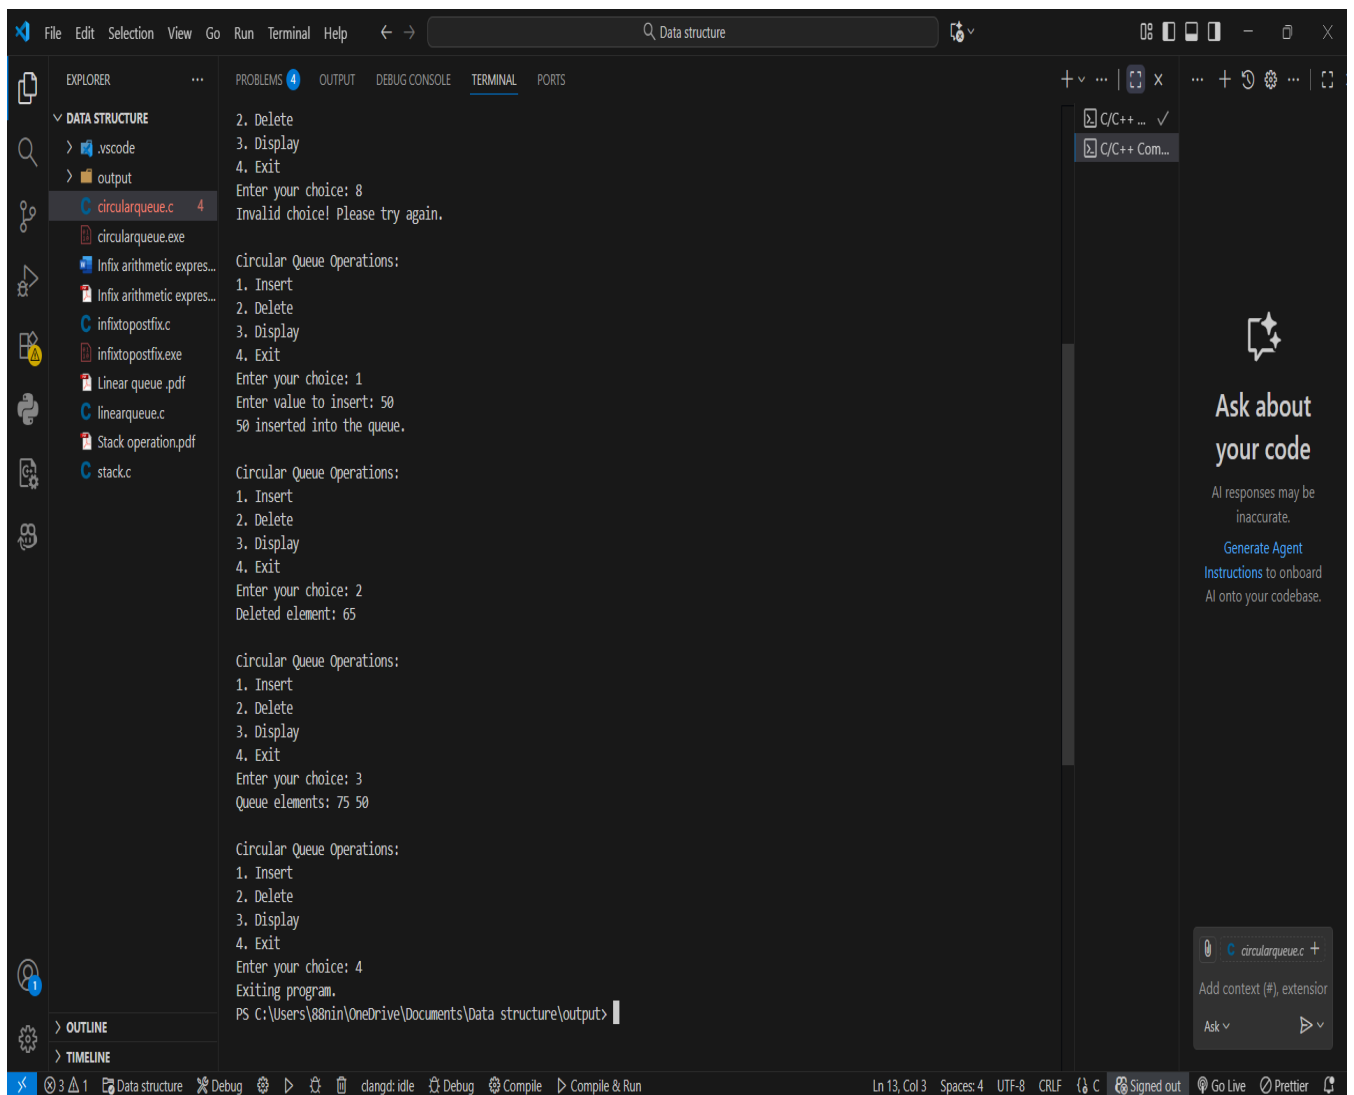 File Edit Selection View Go Run Terminal Help
Data structure
EXPLORER
DATA STRUCTURE
.vscode
output
circularqueue.c 4
circularqueue.exe
Infix arithmetic expres...
Infix arithmetic expres...
infixtopostfix.c
infixtopostfix.exe
Linear queue .pdf
linearqueue.c
Stack operation.pdf
stack.c
OUTLINE
TIMELINE
PROBLEMS 4 OUTPUT DEBUG CONSOLE TERMINAL PORTS
2. Delete
3. Display
4. Exit
Enter your choice: 8
Invalid choice! Please try again.
Circular Queue Operations:
1. Insert
2. Delete
3. Display
4. Exit
Enter your choice: 1
Enter value to insert: 50
50 inserted into the queue.
Circular Queue Operations:
1. Insert
2. Delete
3. Display
4. Exit
Enter your choice: 2
Deleted element: 65
Circular Queue Operations:
1. Insert
2. Delete
3. Display
4. Exit
Enter your choice: 3
Queue elements: 75 50
Circular Queue Operations:
1. Insert
2. Delete
3. Display
4. Exit
Enter your choice: 4
Exiting program.
PS C:\Users\88nin\OneDrive\Documents\Data structure\output>
C/C++ ...
C/C++ Com...
Ask about
your code
AI responses may be
inaccurate.
Generate Agent
Instructions to onboard
AI onto your codebase.
circularqueue.c
Add context (#), extension
Ask
1
3 1 Data structure Debug clangd: idle Debug Compile Compile & Run Ln 13, Col 3 Spaces: 4 UTF-8 CRLF C Signed out Go Live Prettier